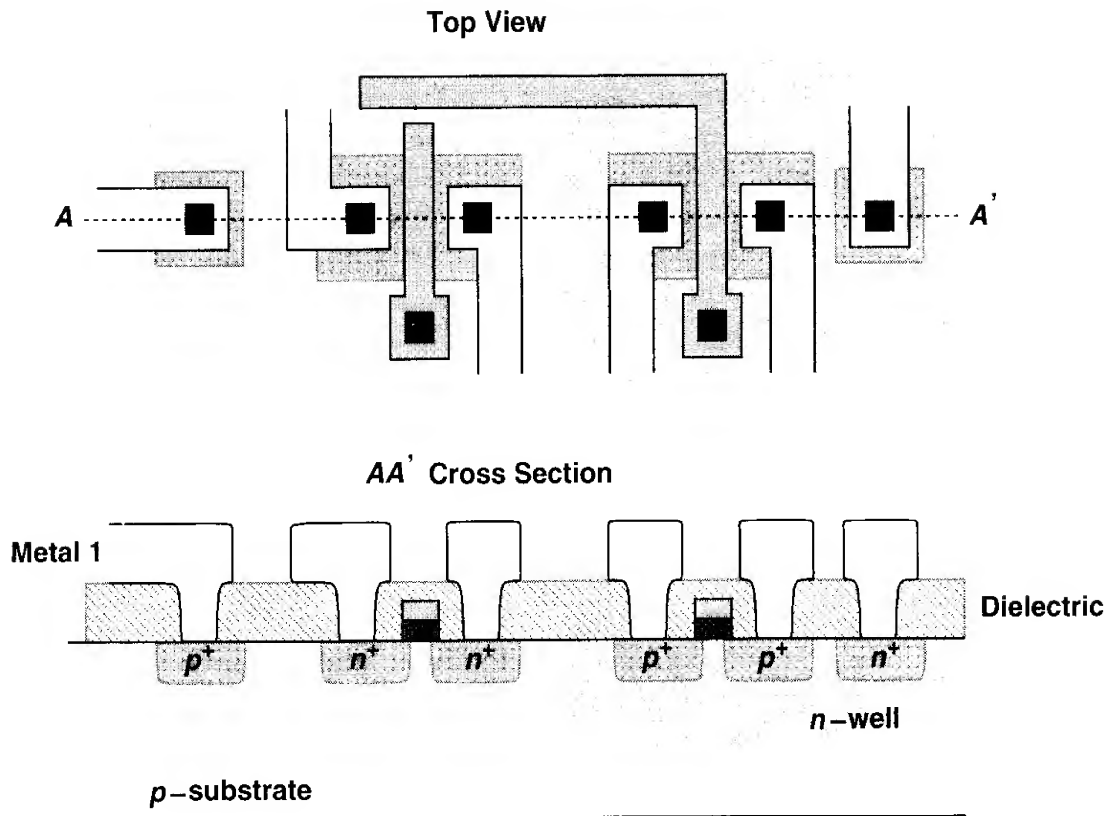 Top View
A A'
AA' Cross Section
Metal 1
Dielectric
p+ n+ n+ p+ p+ n+
n-well
p-substrate